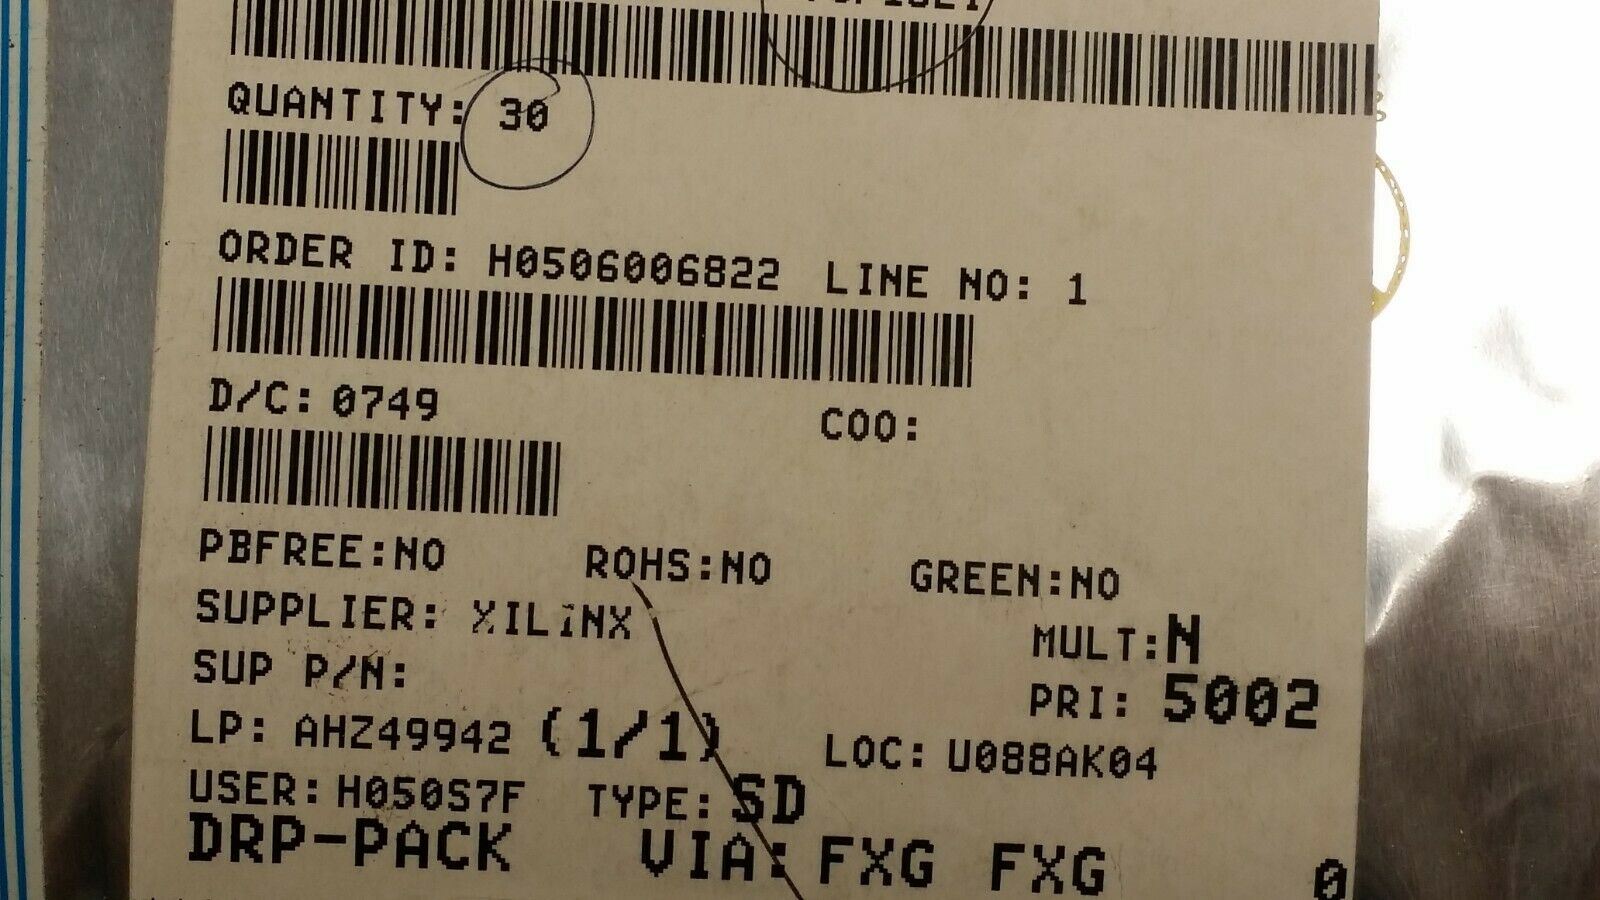 QUANTITY: 30
ORDER ID: H0506006822 LINE NO: 1
D/C: 0749 COO:
PBFREE:NO ROHS:NO GREEN:NO
SUPPLIER: XILINX MULT:N
SUP P/N: PRI: 5002
LP: AHZ49942 (1/1) LOC: U088AK04
USER: H050S7F TYPE: SD
DRP-PACK VIA: FXG FXG 0